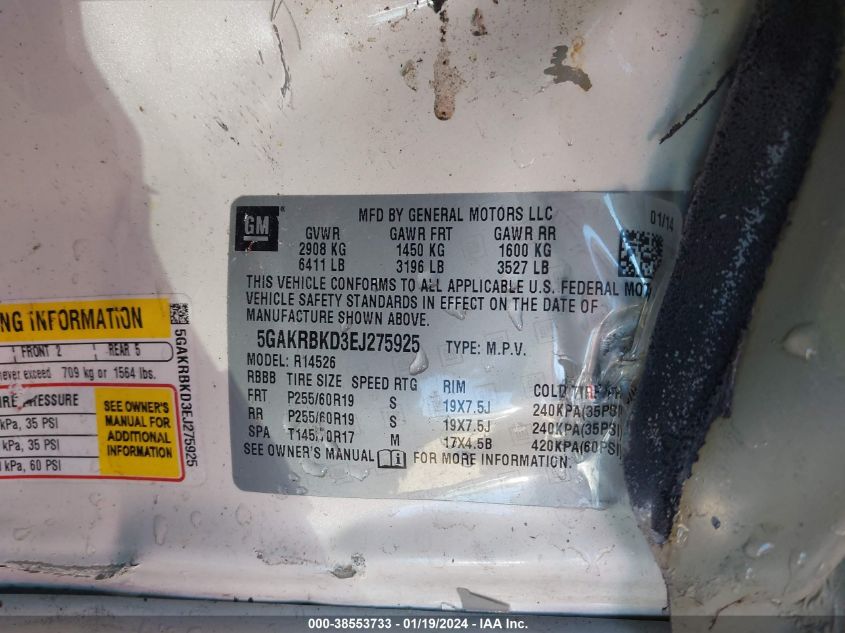 GM
MFD BY GENERAL MOTORS LLC
01/14
GVWR GAWR FRT GAWR RR
2908 KG 1450 KG 1600 KG
6411 LB 3196 LB 3527 LB
THIS VEHICLE CONFORMS TO ALL APPLICABLE U.S. FEDERAL MOT
VEHICLE SAFETY STANDARDS IN EFFECT ON THE DATE OF
MANUFACTURE SHOWN ABOVE.
5GAKRBKD3EJ275925 TYPE: M.P.V.
MODEL: R14526
RBBB TIRE SIZE SPEED RTG RIM COLD TIRE
FRT P255/60R19 S 19X7.5J 240KPA(35PSI)
RR P255/60R19 S 19X7.5J 240KPA(35PSI)
SPA T145/70R17 M 17X4.5B 420KPA(60PSI)
SEE OWNER'S MANUAL FOR MORE INFORMATION.
NG INFORMATION
FRONT 2 REAR 5
never exceed 709 kg or 1564 lbs.
IRE PRESSURE
kPa, 35 PSI
kPa, 35 PSI
kPa, 60 PSI
SEE OWNER'S
MANUAL FOR
ADDITIONAL
INFORMATION
5GAKRBKD3EJ275925
000-38553733 - 01/19/2024 - IAA Inc.